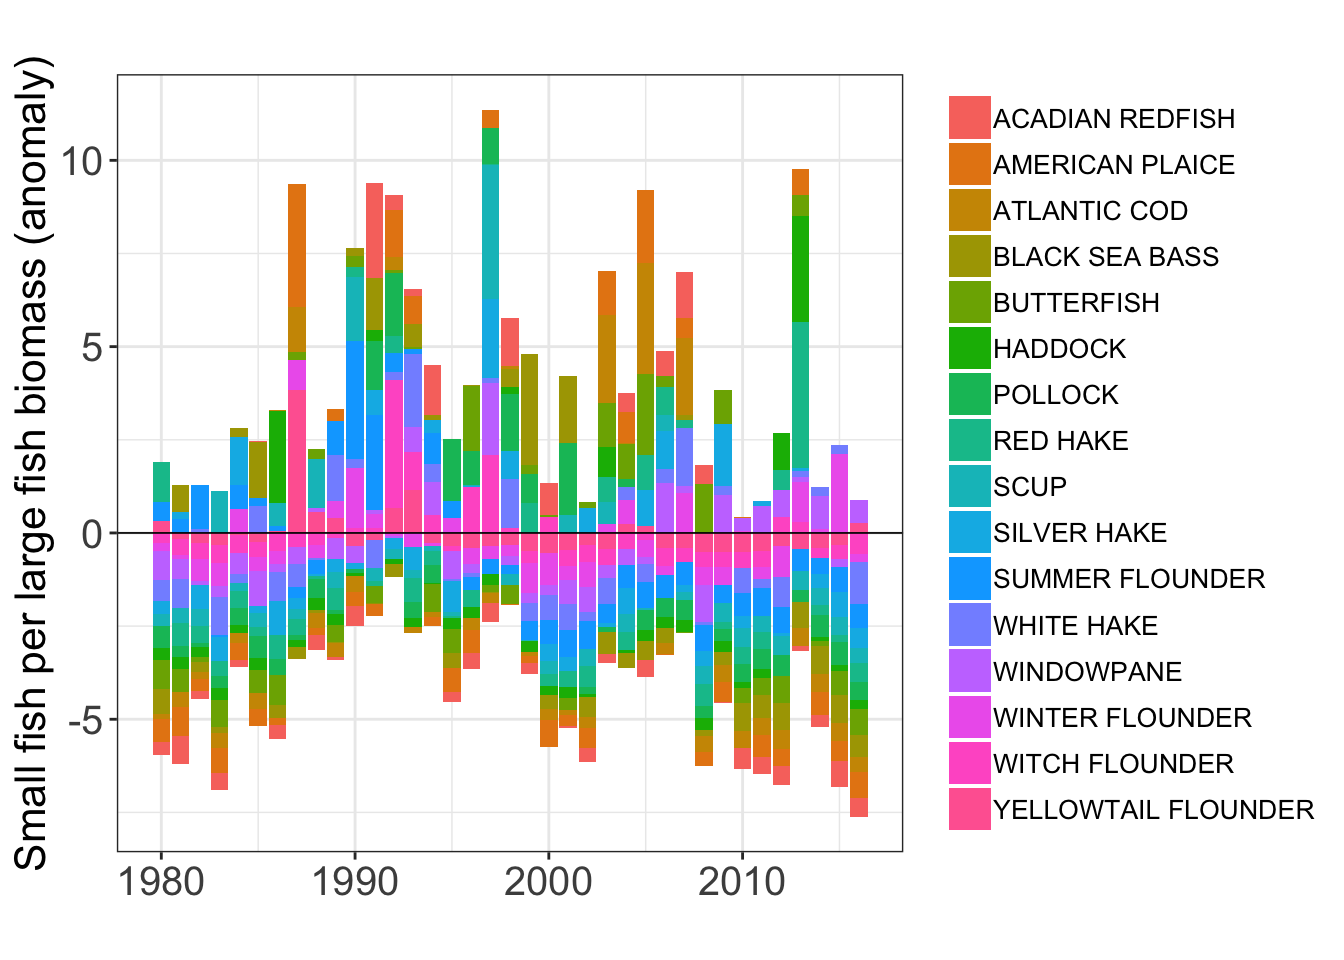 Small fish per large fish biomass (anomaly)
10
5
0
-5
1980
1990
2000
2010
ACADIAN REDFISH
AMERICAN PLAICE
ATLANTIC COD
BLACK SEA BASS
BUTTERFISH
HADDOCK
POLLOCK
RED HAKE
SCUP
SILVER HAKE
SUMMER FLOUNDER
WHITE HAKE
WINDOWPANE
WINTER FLOUNDER
WITCH FLOUNDER
YELLOWTAIL FLOUNDER